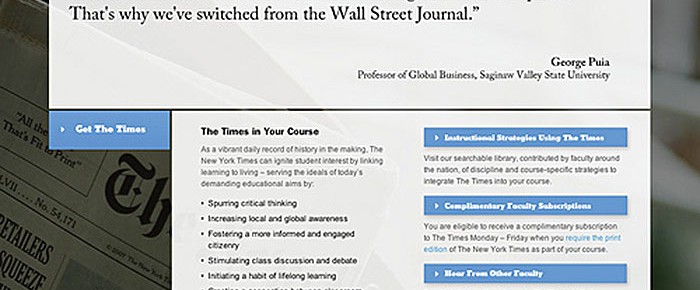 That's why we've switched from the Wall Street Journal."
George Puia
Professor of Global Business, Saginaw Valley State University
Get The Times
"All the
That's Fit to Print"
LVII .... No. 54,171
Th
© 2007 The New York
RETAILERS
SQUEEZE
The Times in Your Course
As a vibrant daily record of history in the making, The
New York Times can ignite student interest by linking
learning to living – serving the ideals of today's
demanding educational aims by:
• Spurring critical thinking
• Increasing local and global awareness
• Fostering a more informed and engaged
citizenry
• Stimulating class discussion and debate
• Initiating a habit of lifelong learning
Instructional Strategies Using The Times
Visit our searchable library, contributed by faculty around
the nation, of discipline and course-specific strategies to
integrate The Times into your course.
Complimentary Faculty Subscriptions
You are eligible to receive a complimentary subscription
to The Times Monday – Friday when you require the print
edition of The New York Times as part of your course.
Hear From Other Faculty